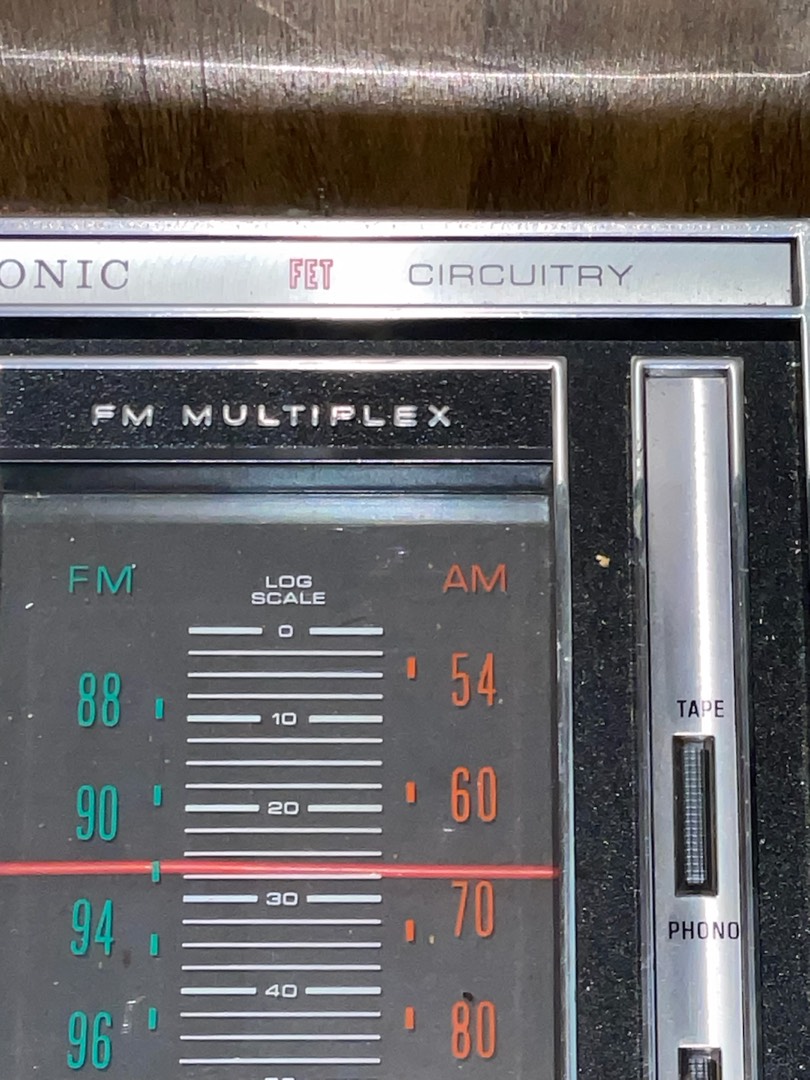 ONIC FET CIRCUITRY
FM MULTIPLEX
FM LOG SCALE AM
0
54
88
10
TAPE
90
20
60
94
30
70
PHONO
96
40
80